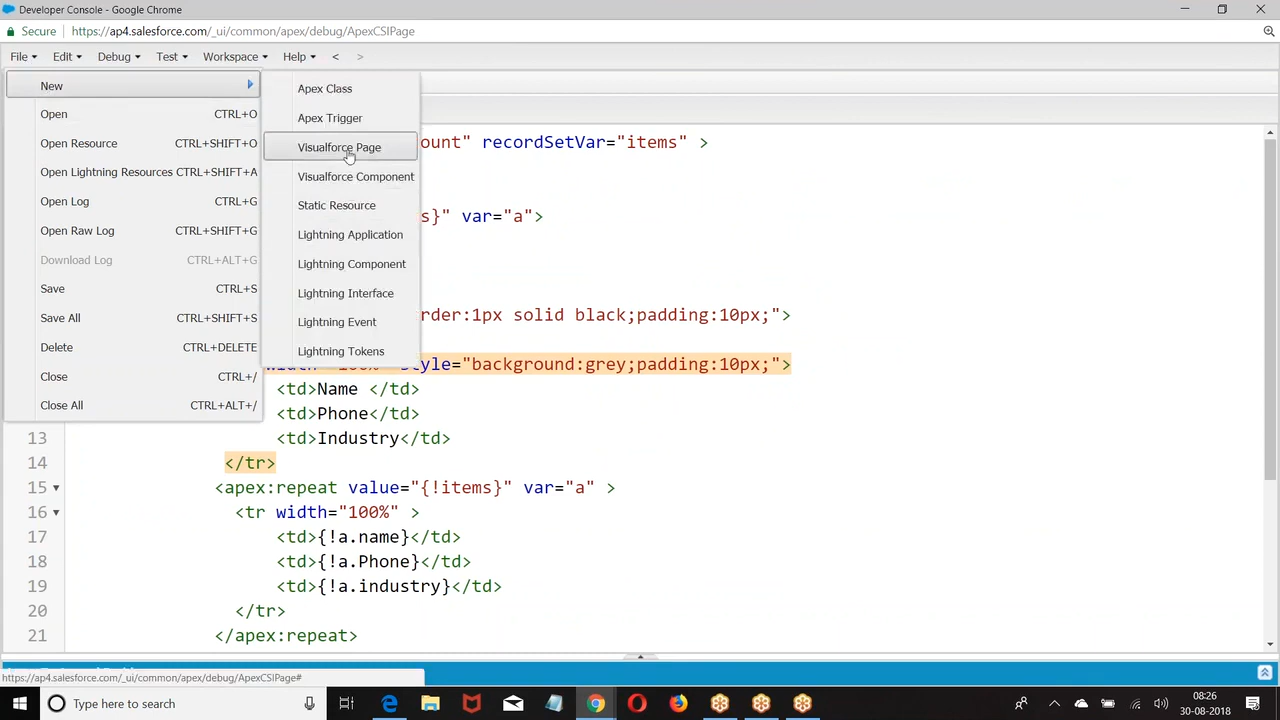 Developer Console - Google Chrome
Secure https://ap4.salesforce.com/_ui/common/apex/debug/ApexCSIPage
File Edit Debug Test Workspace Help < >
New
Open CTRL+O
Open Resource CTRL+SHIFT+O
Open Lightning Resources CTRL+SHIFT+A
Open Log CTRL+G
Open Raw Log CTRL+SHIFT+G
Download Log CTRL+ALT+G
Save CTRL+S
Save All CTRL+SHIFT+S
Delete CTRL+DELETE
Close CTRL+/
Close All CTRL+ALT+/
Apex Class
Apex Trigger
Visualforce Page
Visualforce Component
Static Resource
Lightning Application
Lightning Component
Lightning Interface
Lightning Event
Lightning Tokens
ount" recordSetVar="items" >
s}" var="a">
rder:1px solid black;padding:10px;">
width="100%" style="background:grey;padding:10px;">
<td>Name </td>
<td>Phone</td>
13 <td>Industry</td>
14 </tr>
15 <apex:repeat value="{!items}" var="a" >
16 <tr width="100%" >
17 <td>{!a.name}</td>
18 <td>{!a.Phone}</td>
19 <td>{!a.industry}</td>
20 </tr>
21 </apex:repeat>
https://ap4.salesforce.com/_ui/common/apex/debug/ApexCSIPage#
Type here to search
08:26
30-08-2018